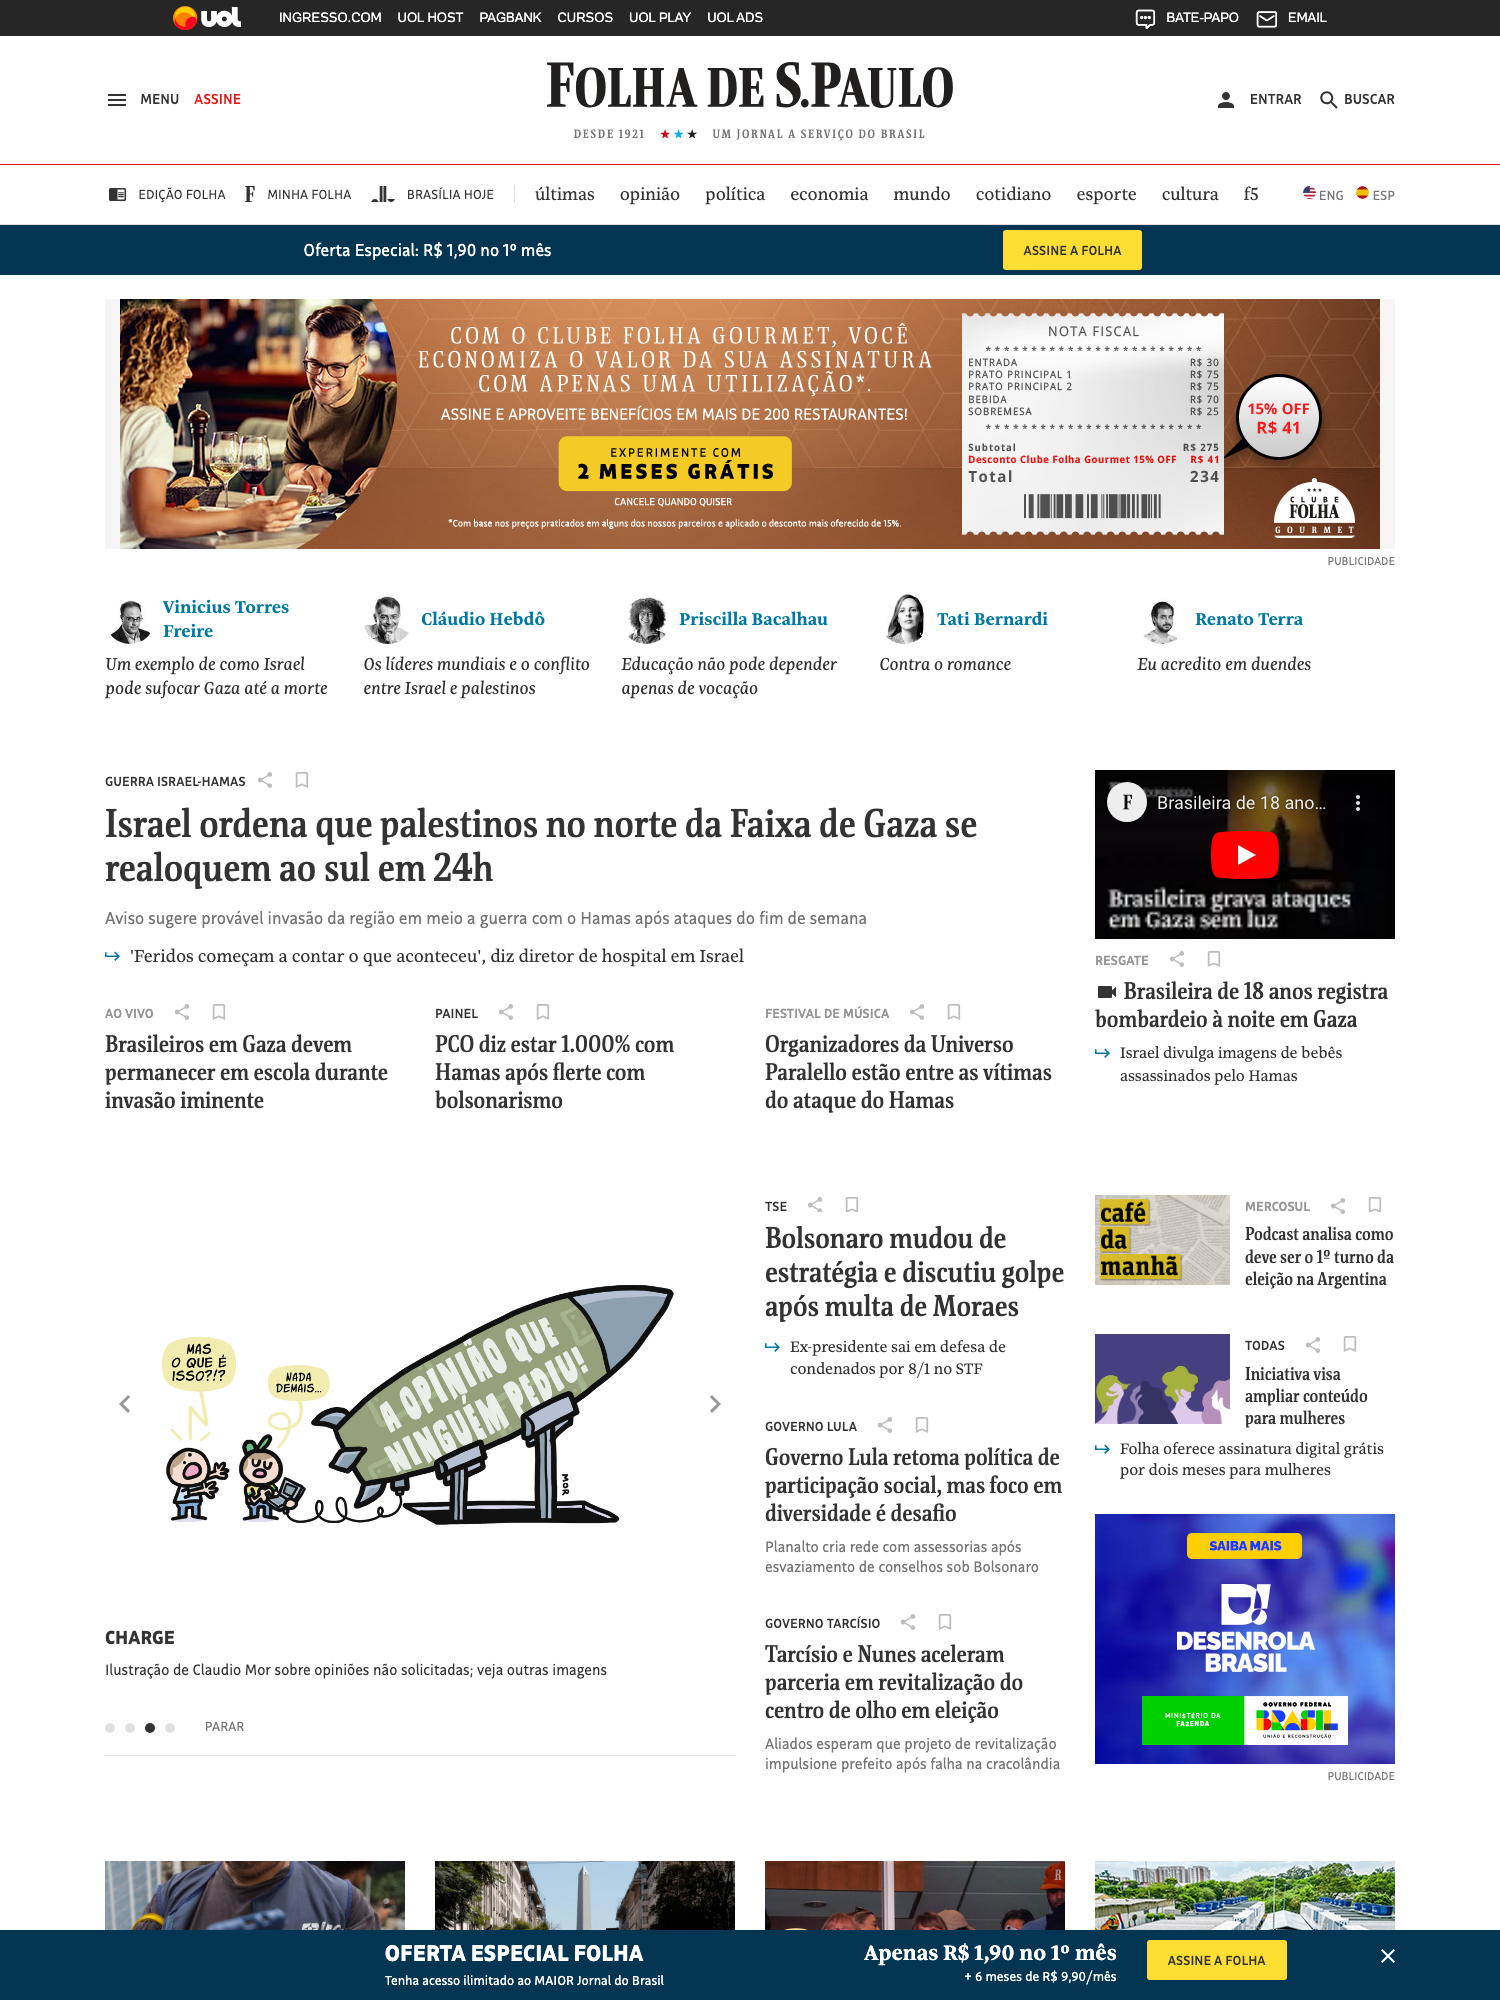 uol INGRESSO.COM UOL HOST PAGBANK CURSOS UOL PLAY UOL ADS BATE-PAPO EMAIL
MENU ASSINE
FOLHA DE S.PAULO
DESDE 1921 ★★★ UM JORNAL A SERVIÇO DO BRASIL
ENTRAR BUSCAR
EDIÇÃO FOLHA F MINHA FOLHA BRASÍLIA HOJE últimas opinião política economia mundo cotidiano esporte cultura f5 ENG ESP
Oferta Especial: R$ 1,90 no 1º mês ASSINE A FOLHA
COM O CLUBE FOLHA GOURMET, VOCÊ
ECONOMIZA O VALOR DA SUA ASSINATURA
COM APENAS UMA UTILIZAÇÃO*.
ASSINE E APROVEITE BENEFÍCIOS EM MAIS DE 200 RESTAURANTES!
EXPERIMENTE COM
2 MESES GRÁTIS
CANCELE QUANDO QUISER
*Com base nos preços praticados em alguns dos nossos parceiros e aplicado o desconto mais oferecido de 15%.
NOTA FISCAL
* * * * * * * * * * * * * * * * * * * * * * * *
ENTRADA R$ 30
PRATO PRINCIPAL 1 R$ 75
PRATO PRINCIPAL 2 R$ 75
BEBIDA R$ 70
SOBREMESA R$ 25
* * * * * * * * * * * * * * * * * * * * * * * *
Subtotal R$ 275
Desconto Clube Folha Gourmet 15% OFF R$ 41
Total 234
15% OFF
R$ 41
CLUBE
FOLHA
GOURMET
PUBLICIDADE
Vinicius Torres
Freire
Um exemplo de como Israel
pode sufocar Gaza até a morte
Cláudio Hebdô
Os líderes mundiais e o conflito
entre Israel e palestinos
Priscilla Bacalhau
Educação não pode depender
apenas de vocação
Tati Bernardi
Contra o romance
Renato Terra
Eu acredito em duendes
GUERRA ISRAEL-HAMAS
Israel ordena que palestinos no norte da Faixa de Gaza se
realoquem ao sul em 24h
Aviso sugere provável invasão da região em meio a guerra com o Hamas após ataques do fim de semana
'Feridos começam a contar o que aconteceu', diz diretor de hospital em Israel
AO VIVO
Brasileiros em Gaza devem
permanecer em escola durante
invasão iminente
PAINEL
PCO diz estar 1.000% com
Hamas após flerte com
bolsonarismo
FESTIVAL DE MÚSICA
Organizadores da Universo
Paralello estão entre as vítimas
do ataque do Hamas
F Brasileira de 18 ano...
Brasileira grava ataques
em Gaza sem luz
RESGATE
Brasileira de 18 anos registra
bombardeio à noite em Gaza
Israel divulga imagens de bebês
assassinados pelo Hamas
MAS
O QUE É
ISSO?!?
NADA
DEMAIS...
A OPINIÃO QUE
NINGUÉM PEDIU!
MOR
CHARGE
Ilustração de Claudio Mor sobre opiniões não solicitadas; veja outras imagens
PARAR
TSE
Bolsonaro mudou de
estratégia e discutiu golpe
após multa de Moraes
Ex-presidente sai em defesa de
condenados por 8/1 no STF
GOVERNO LULA
Governo Lula retoma política de
participação social, mas foco em
diversidade é desafio
Planalto cria rede com assessorias após
esvaziamento de conselhos sob Bolsonaro
GOVERNO TARCÍSIO
Tarcísio e Nunes aceleram
parceria em revitalização do
centro de olho em eleição
Aliados esperam que projeto de revitalização
impulsione prefeito após falha na cracolândia
café
da
manhã
MERCOSUL
Podcast analisa como
deve ser o 1º turno da
eleição na Argentina
TODAS
Iniciativa visa
ampliar conteúdo
para mulheres
Folha oferece assinatura digital grátis
por dois meses para mulheres
SAIBA MAIS
D!
DESENROLA
BRASIL
MINISTÉRIO DA
FAZENDA
GOVERNO FEDERAL
BRASIL
UNIÃO E RECONSTRUÇÃO
PUBLICIDADE
OFERTA ESPECIAL FOLHA
Tenha acesso ilimitado ao MAIOR Jornal do Brasil
Apenas R$ 1,90 no 1º mês
+ 6 meses de R$ 9,90/mês
ASSINE A FOLHA